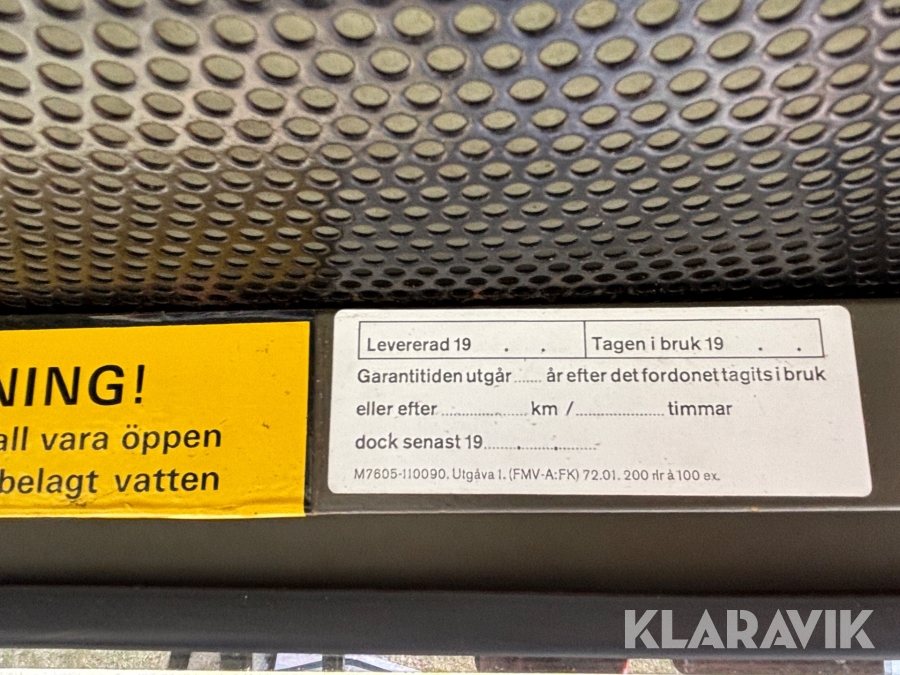 KLARAVIK
NING!
all vara öppen
belagt vatten
Levererad 19 . .
Tagen i bruk 19 . .
Garantitiden utgår ...... år efter det fordonet tagits i bruk
eller efter ..................... km / ..................... timmar
dock senast 19.........................
M7605-110090. Utgåva 1. (FMV-A:FK) 72.01. 200 rlr à 100 ex.
KLARAVIK